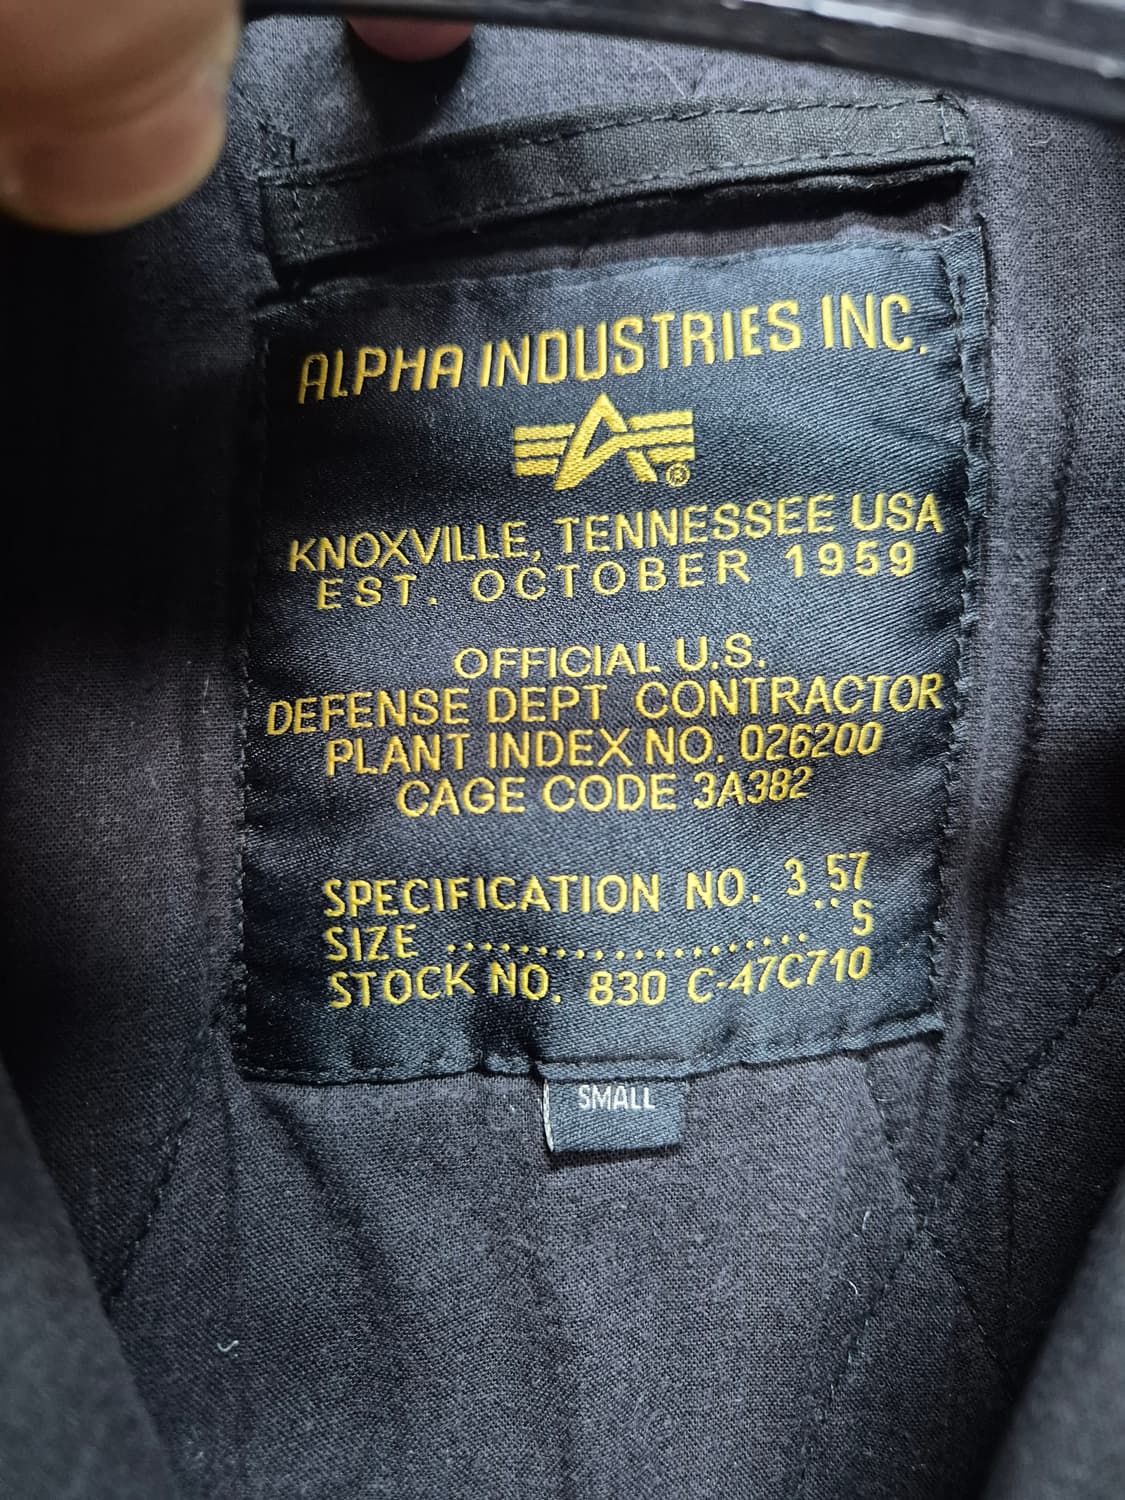 ALPHA INDUSTRIES INC.
®
KNOXVILLE, TENNESSEE USA
EST. OCTOBER 1959
OFFICIAL U.S.
DEFENSE DEPT CONTRACTOR
PLANT INDEX NO. 026200
CAGE CODE 3A382
SPECIFICATION NO. 3 57
SIZE ...................... S
STOCK NO. 830 C-47C710
SMALL